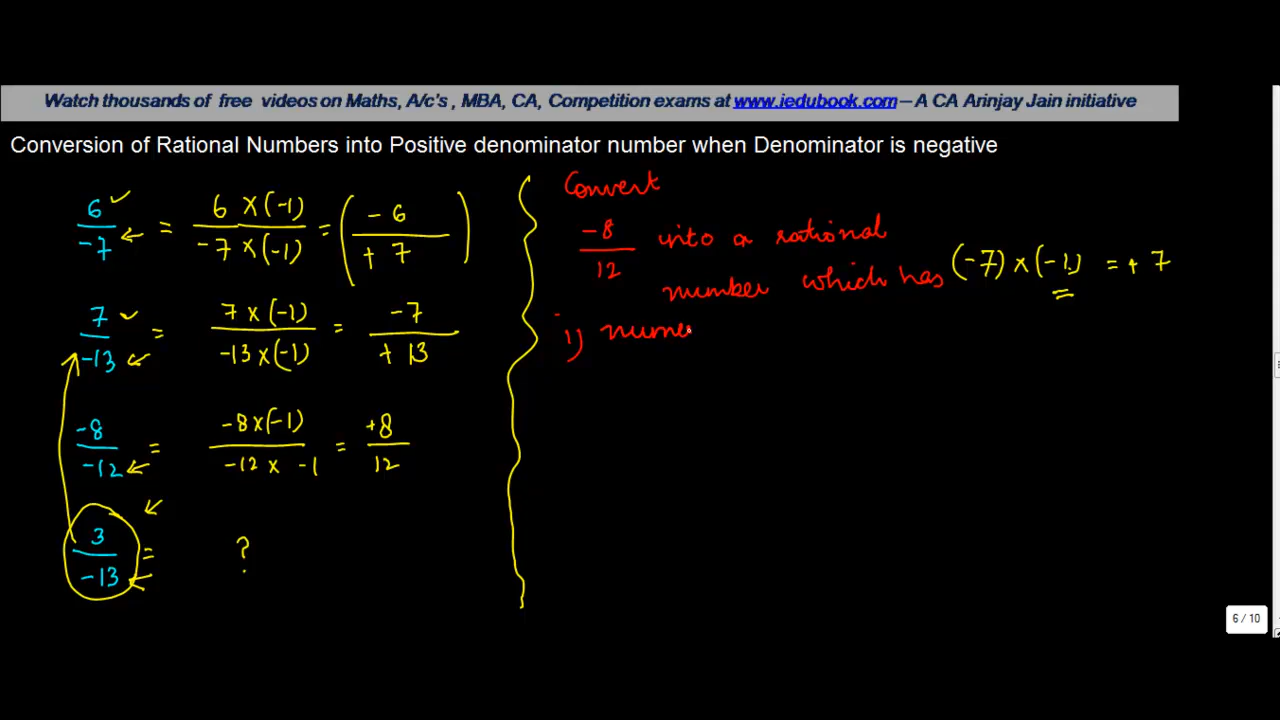 Watch thousands of free videos on Maths, A/c's , MBA, CA, Competition exams at www.iedubook.com – A CA Arinjay Jain initiative
Conversion of Rational Numbers into Positive denominator number when Denominator is negative
6/-7 = 6 × (-1)/-7 × (-1) = (-6/+7)
7/-13 = 7 × (-1)/-13 × (-1) = -7/+13
-8/-12 = -8 × (-1)/-12 × -1 = +8/12
3/-13 = ?
Convert
-8/12 into a rational
number which has
i) nume
(-7) × (-1) = + 7
6 / 10